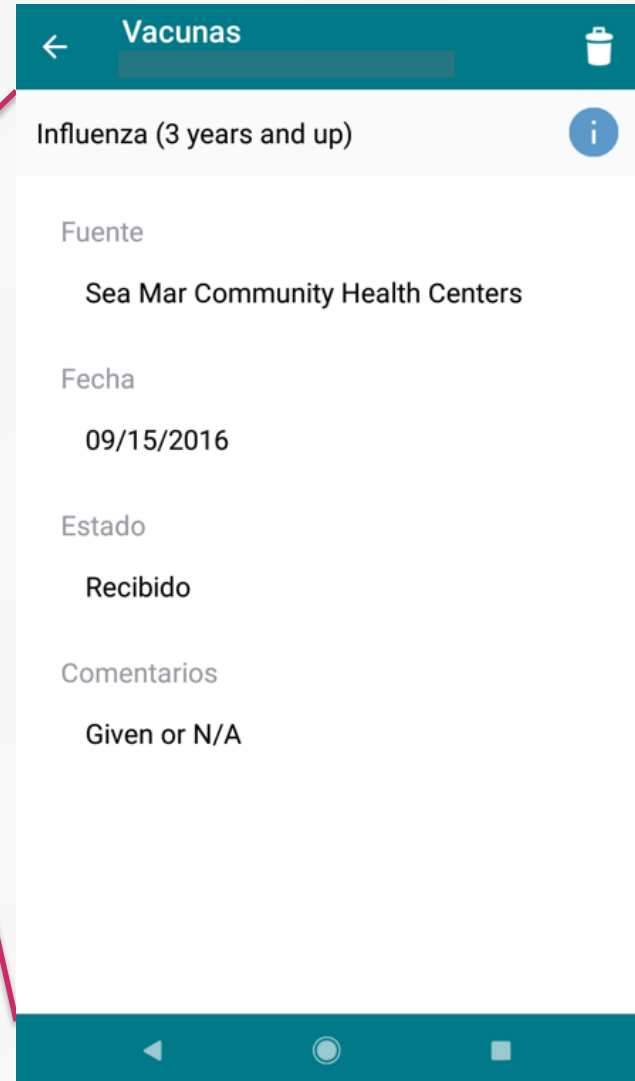 Vacunas
Influenza (3 years and up)
Fuente
Sea Mar Community Health Centers
Fecha
09/15/2016
Estado
Recibido
Comentarios
Given or N/A